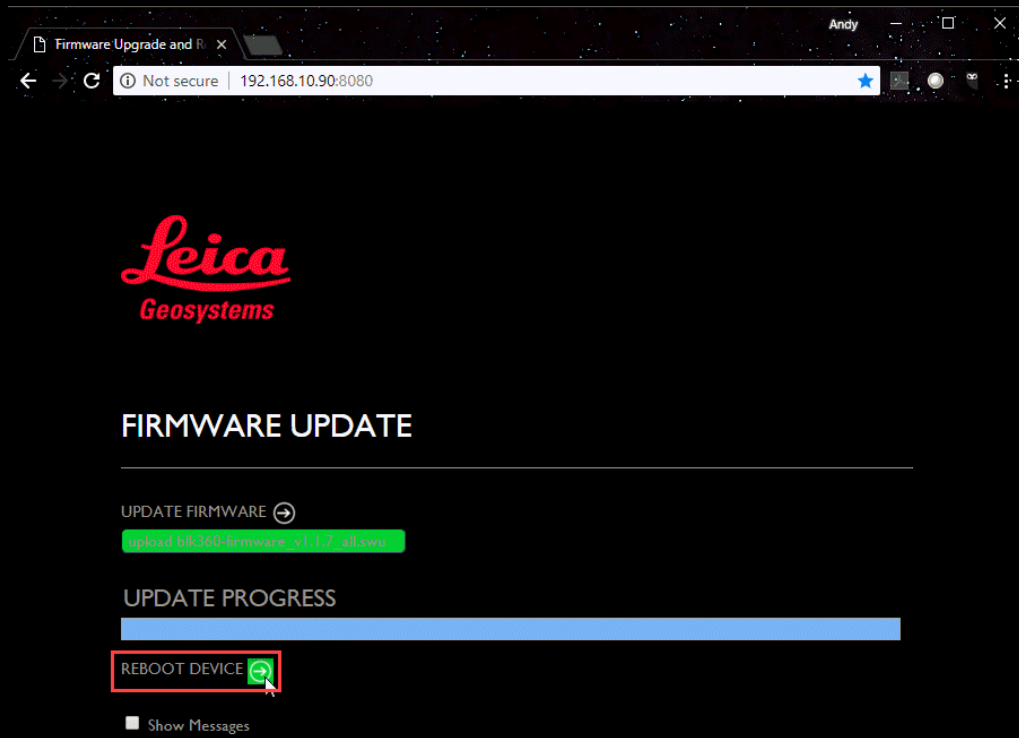 Andy
Firmware Upgrade and R
Not secure 192.168.10.90:8080
Leica
Geosystems
FIRMWARE UPDATE
UPDATE FIRMWARE
upload blk360-firmware_v1.1.7_all.swu
UPDATE PROGRESS
REBOOT DEVICE
Show Messages